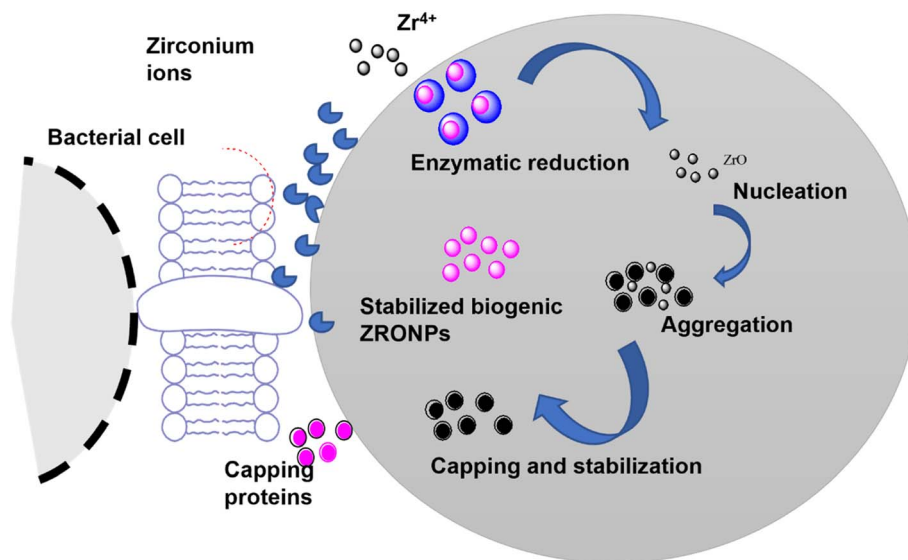 Zr⁴⁺
Zirconium
ions
Bacterial cell
Enzymatic reduction
ZrO
Nucleation
Stabilized biogenic
ZRONPs
Aggregation
Capping and stabilization
Capping
proteins